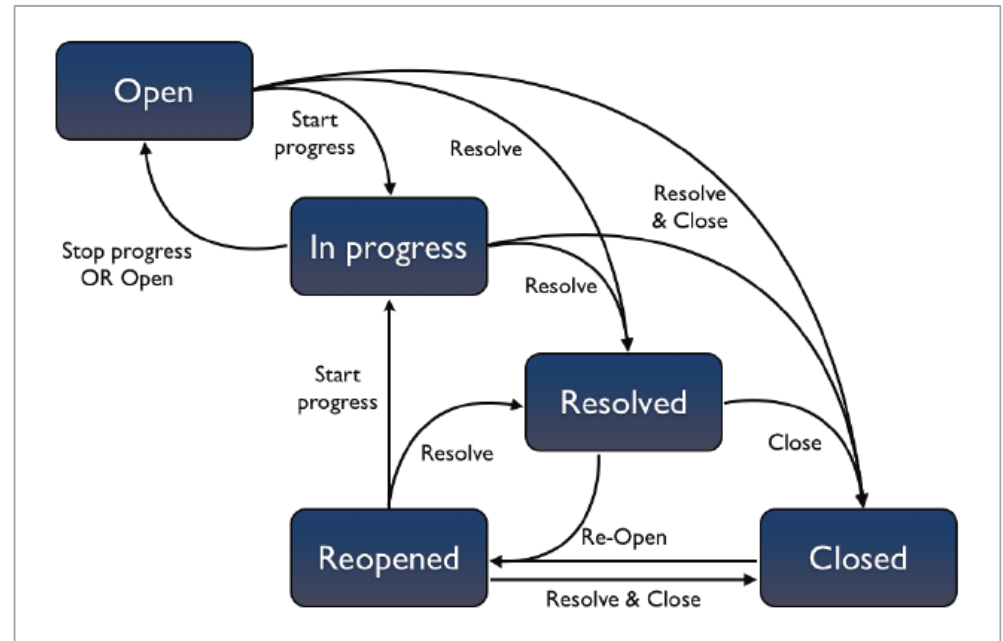 Open
Start
progress
Resolve
Resolve
& Close
In progress
Stop progress
OR Open
Resolve
Start
progress
Resolved
Resolve
Close
Re-Open
Reopened
Closed
Resolve & Close